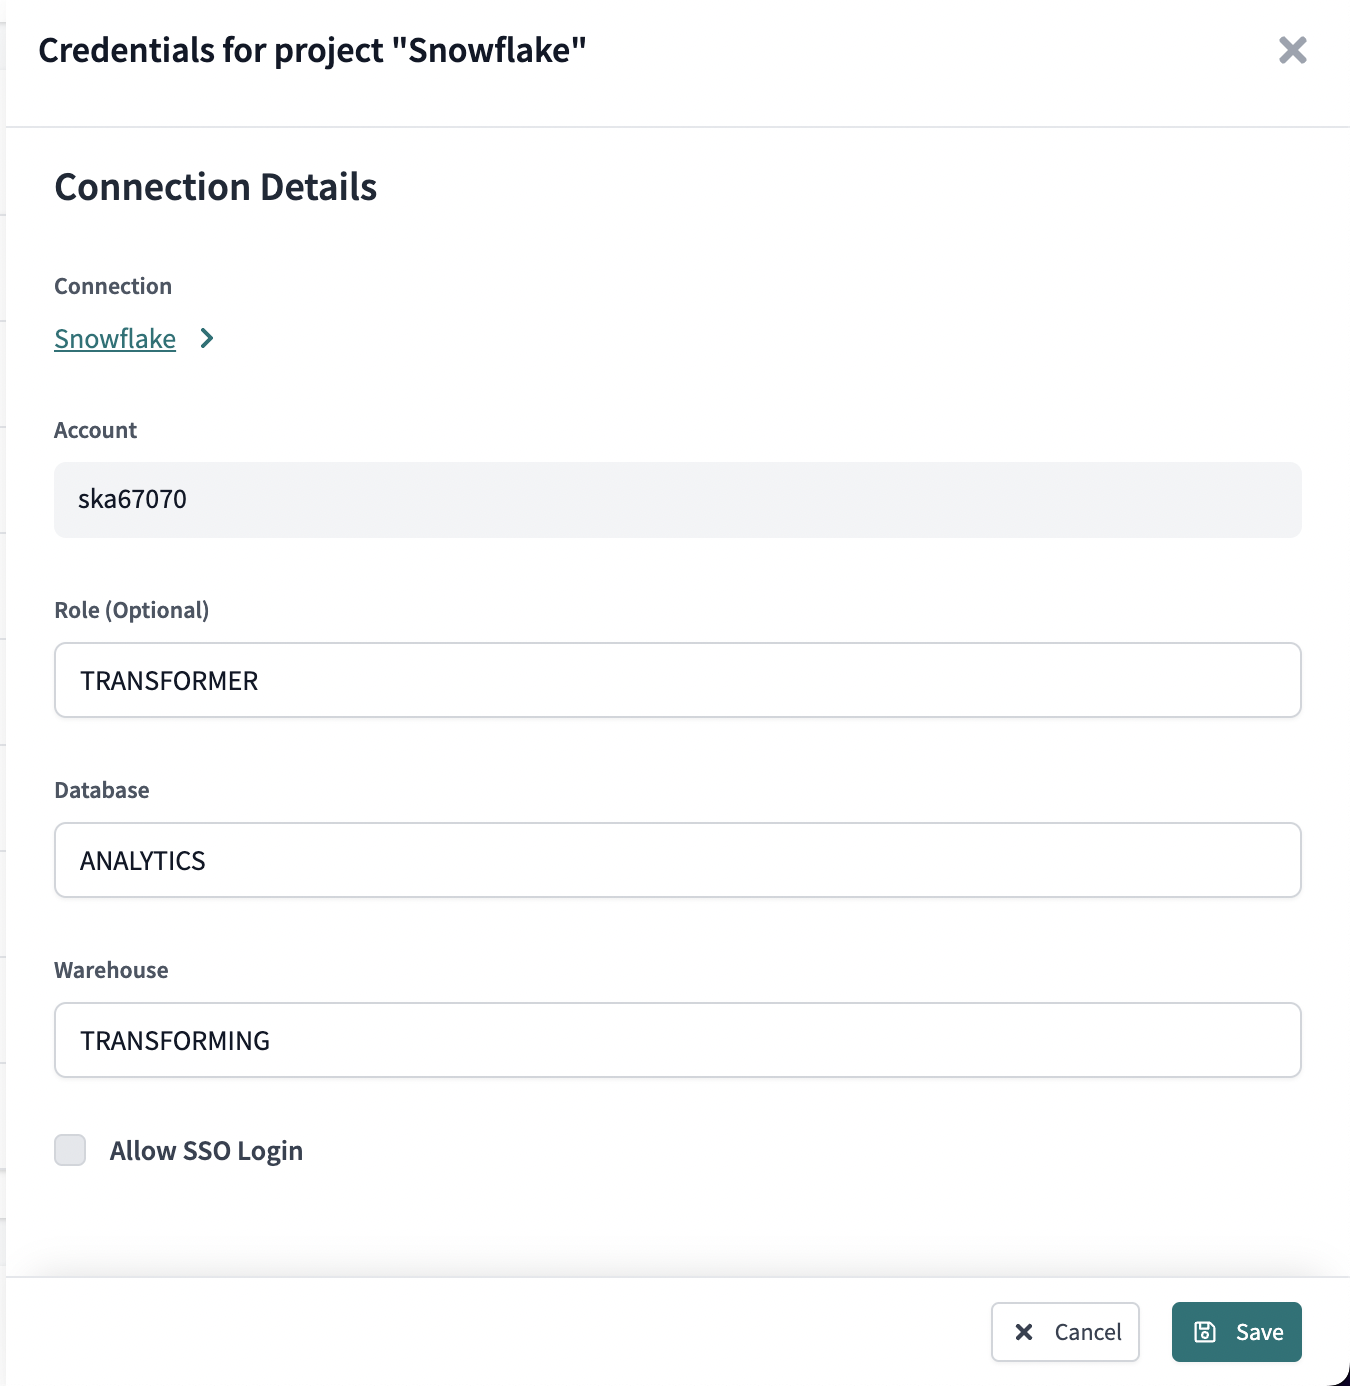 Credentials for project "Snowflake"
Connection Details
Connection
Snowflake
Account
ska67070
Role (Optional)
TRANSFORMER
Database
ANALYTICS
Warehouse
TRANSFORMING
Allow SSO Login
Cancel
Save